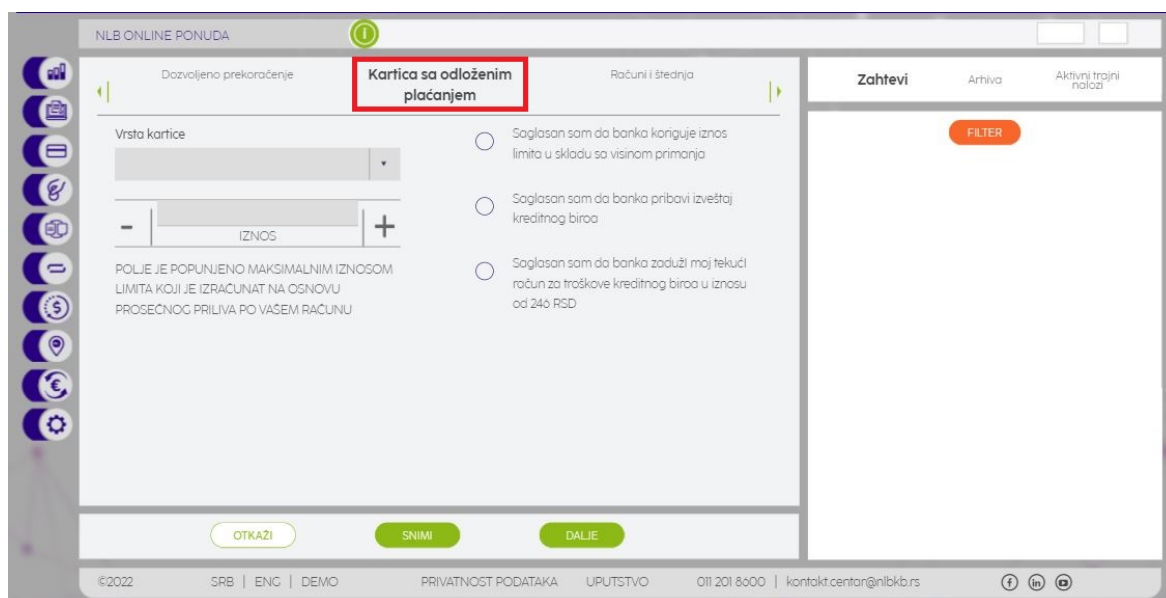 NLB ONLINE PONUDA
Dozvoljeno prekoračenje
Kartica sa odloženim
plaćanjem
Računi i štednja
Zahtevi
Arhiva
Aktivni trajni
nalozi
Vrsta kartice
Saglasan sam da banka koriguje iznos
limita u skladu sa visinom primanja
FILTER
Saglasan sam da banka pribavi izveštaj
kreditnog biroa
- +
IZNOS
POLJE JE POPUNJENO MAKSIMALNIM IZNOSOM
LIMITA KOJI JE IZRAČUNAT NA OSNOVU
PROSEČNOG PRILIVA PO VAŠEM RAČUNU
Saglasan sam da banka zaduži moj tekući
račun za troškove kreditnog biroa u iznosu
od 246 RSD
OTKAŽI
SNIMI
DALJE
©2022 SRB | ENG | DEMO PRIVATNOST PODATAKA UPUTSTVO 011 201 8600 | kontakt.centar@nlbkb.rs